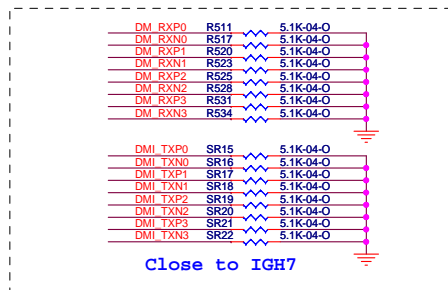 DM_RXP0 R511 5.1K-04-O
DM_RXN0 R517 5.1K-04-O
DM_RXP1 R520 5.1K-04-O
DM_RXN1 R523 5.1K-04-O
DM_RXP2 R525 5.1K-04-O
DM_RXN2 R528 5.1K-04-O
DM_RXP3 R531 5.1K-04-O
DM_RXN3 R534 5.1K-04-O
DMI_TXP0 SR15 5.1K-04-O
DMI_TXN0 SR16 5.1K-04-O
DMI_TXP1 SR17 5.1K-04-O
DMI_TXN1 SR18 5.1K-04-O
DMI_TXP2 SR19 5.1K-04-O
DMI_TXN2 SR20 5.1K-04-O
DMI_TXP3 SR21 5.1K-04-O
DMI_TXN3 SR22 5.1K-04-O
Close to IGH7